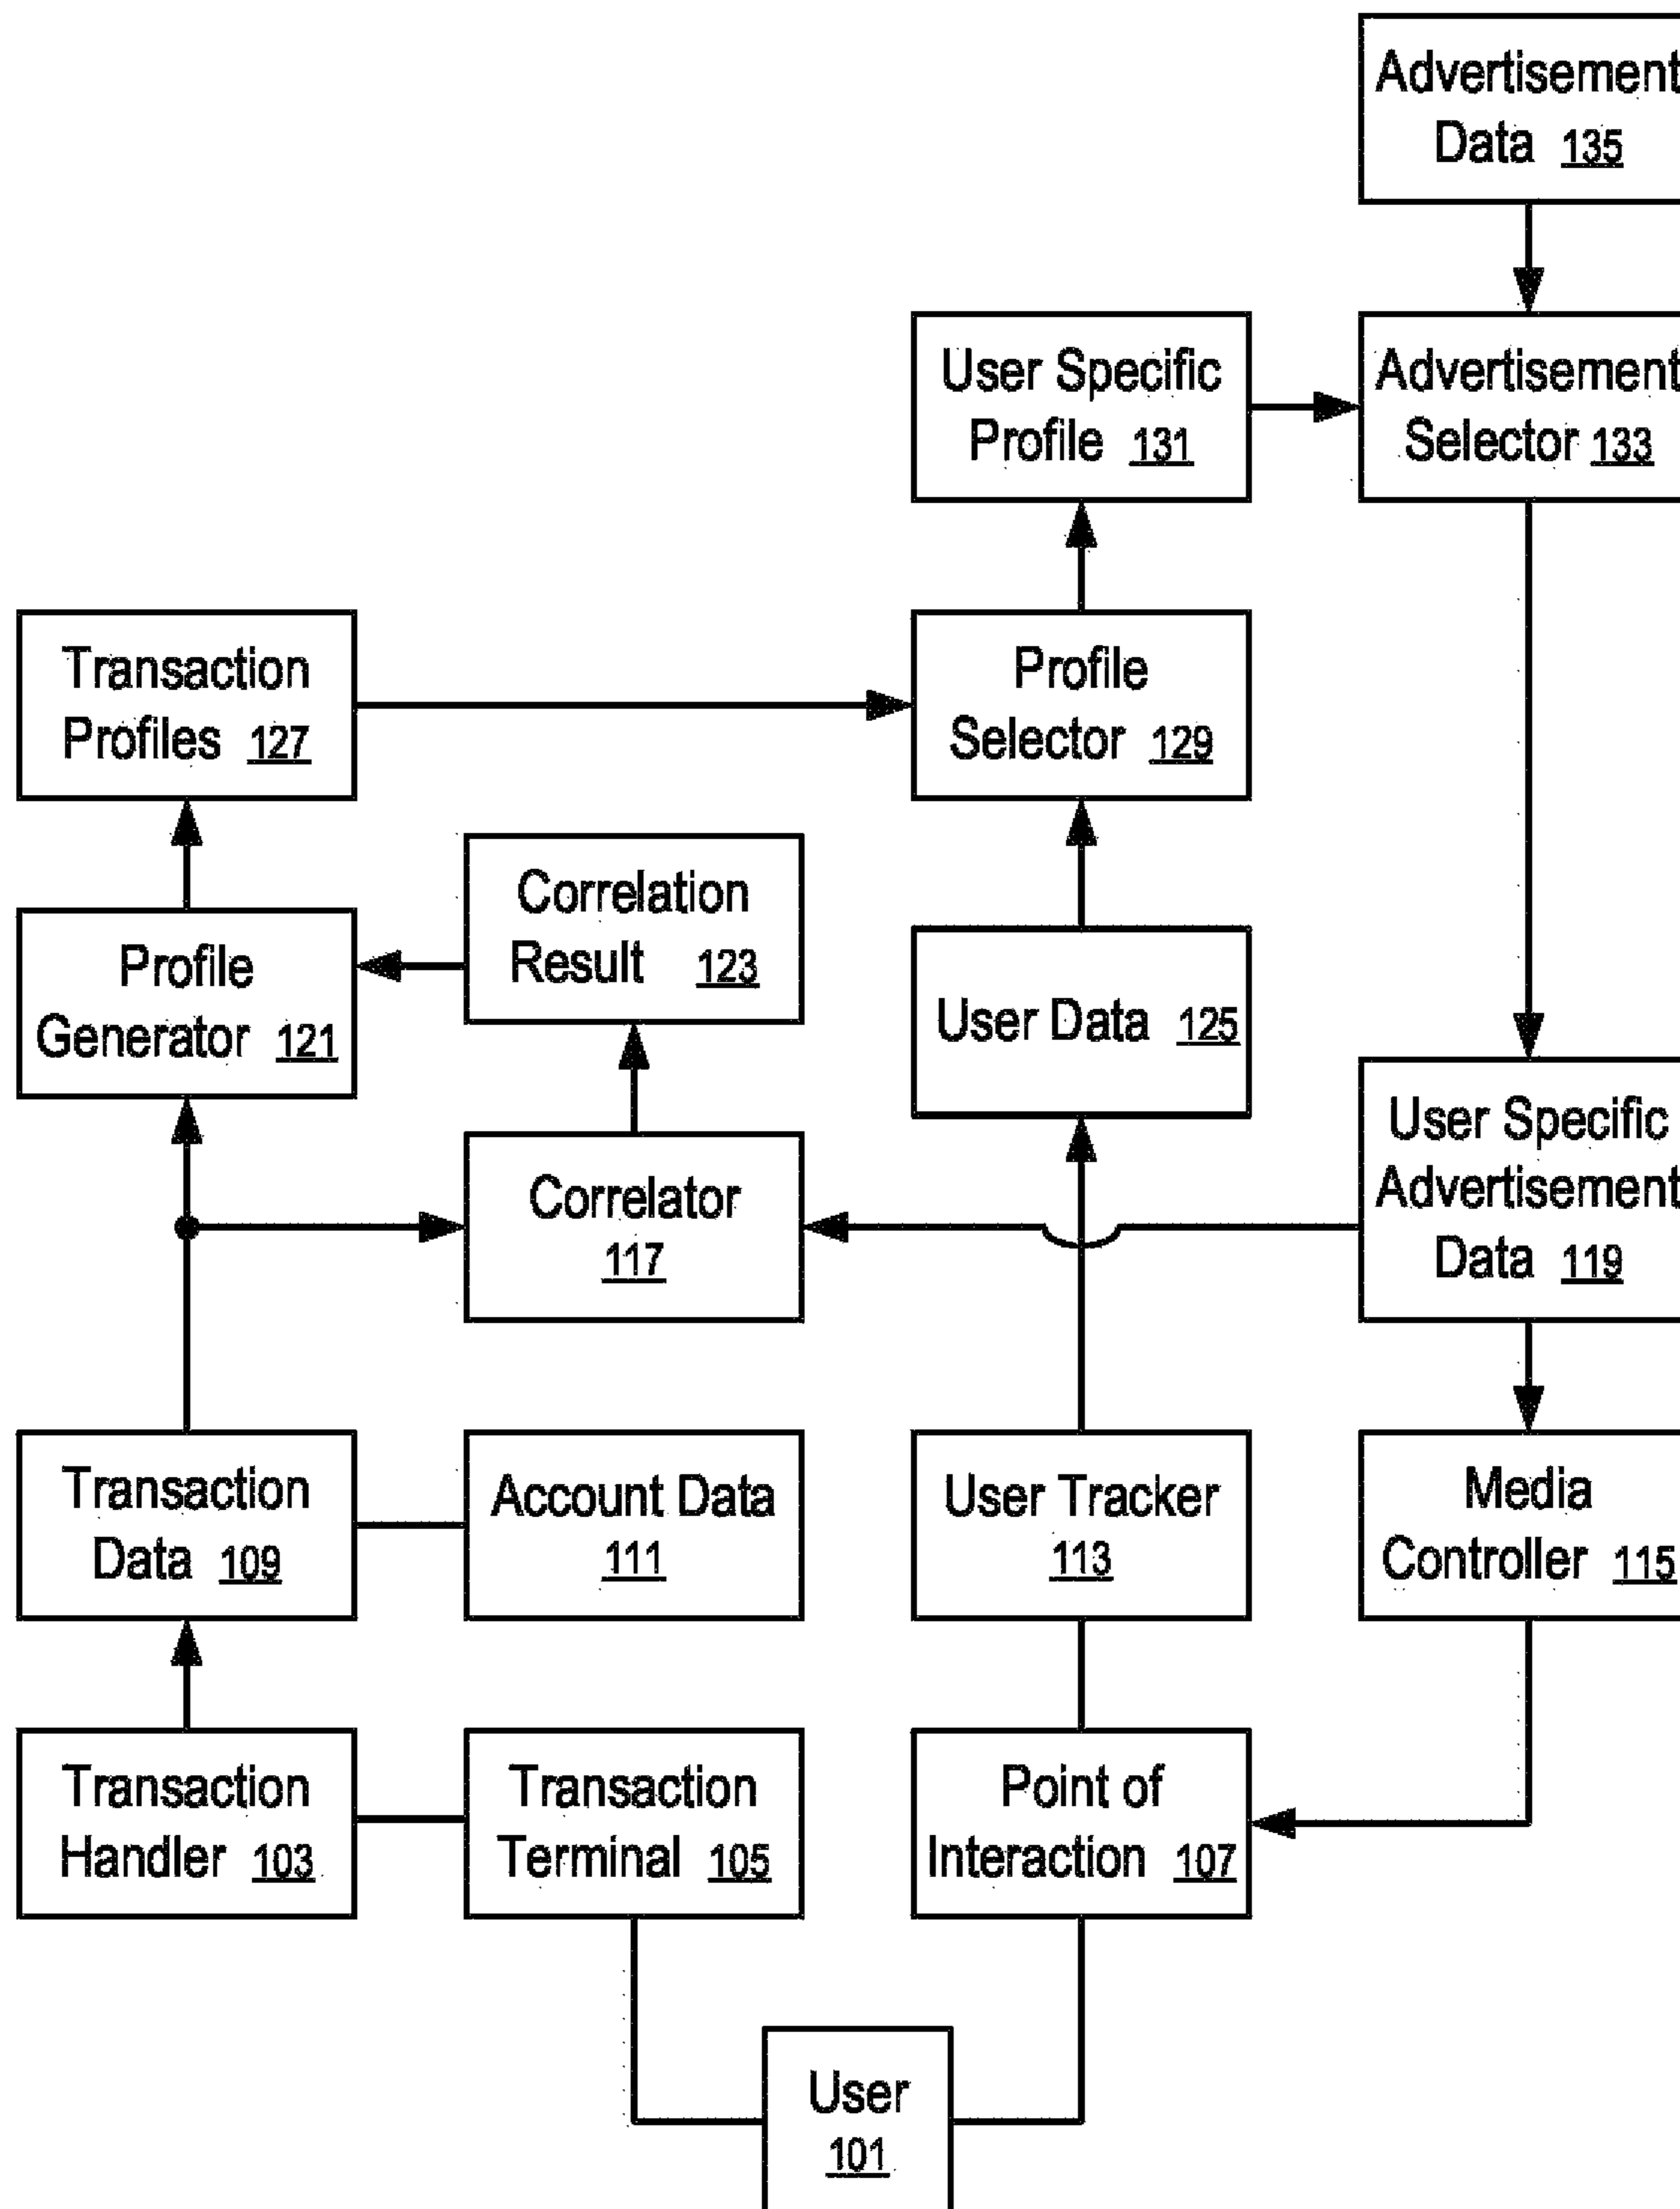 Advertisement
Data 135
User Specific
Profile 131
Advertisement
Selector 133
Transaction
Profiles 127
Profile
Selector 129
Correlation
Result 123
Profile
Generator 121
User Data 125
User Specific
Advertisement
Data 119
Correlator
117
Transaction
Data 109
Account Data
111
User Tracker
113
Media
Controller 115
Transaction
Handler 103
Transaction
Terminal 105
Point of
Interaction 107
User
101